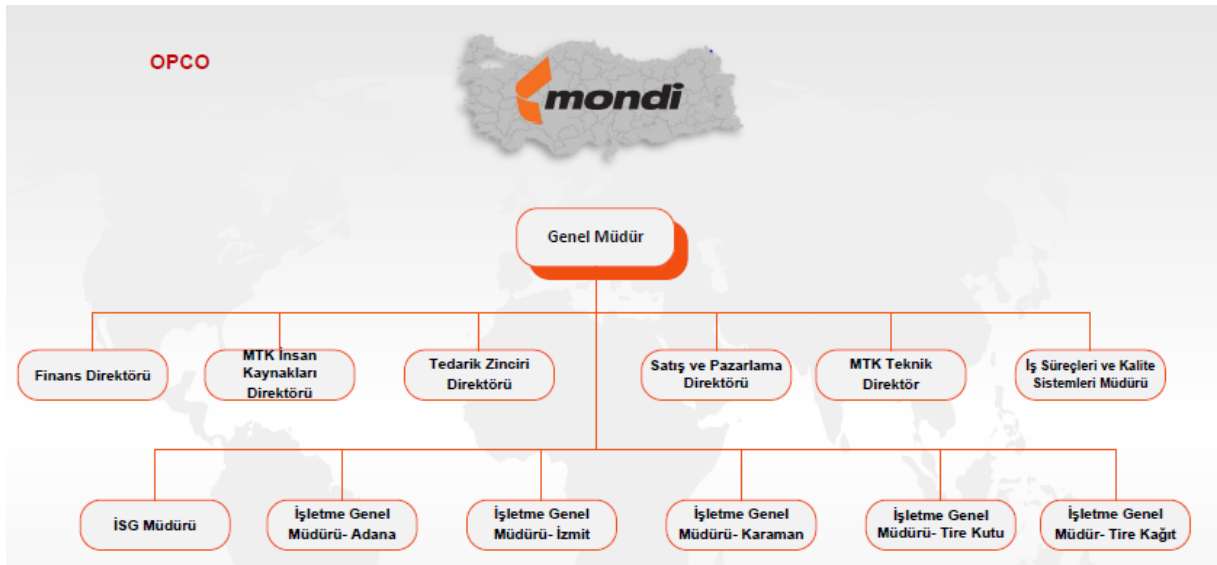 OPCO
mondi
Genel Müdür
Finans Direktörü
MTK İnsan
Kaynakları
Direktörü
Tedarik Zinciri
Direktörü
Satış ve Pazarlama
Direktörü
MTK Teknik
Direktör
İş Süreçleri ve Kalite
Sistemleri Müdürü
İSG Müdürü
İşletme Genel
Müdürü- Adana
İşletme Genel
Müdürü- İzmit
İşletme Genel
Müdürü- Karaman
İşletme Genel
Müdürü- Tire Kutu
İşletme Genel
Müdür- Tire Kağıt